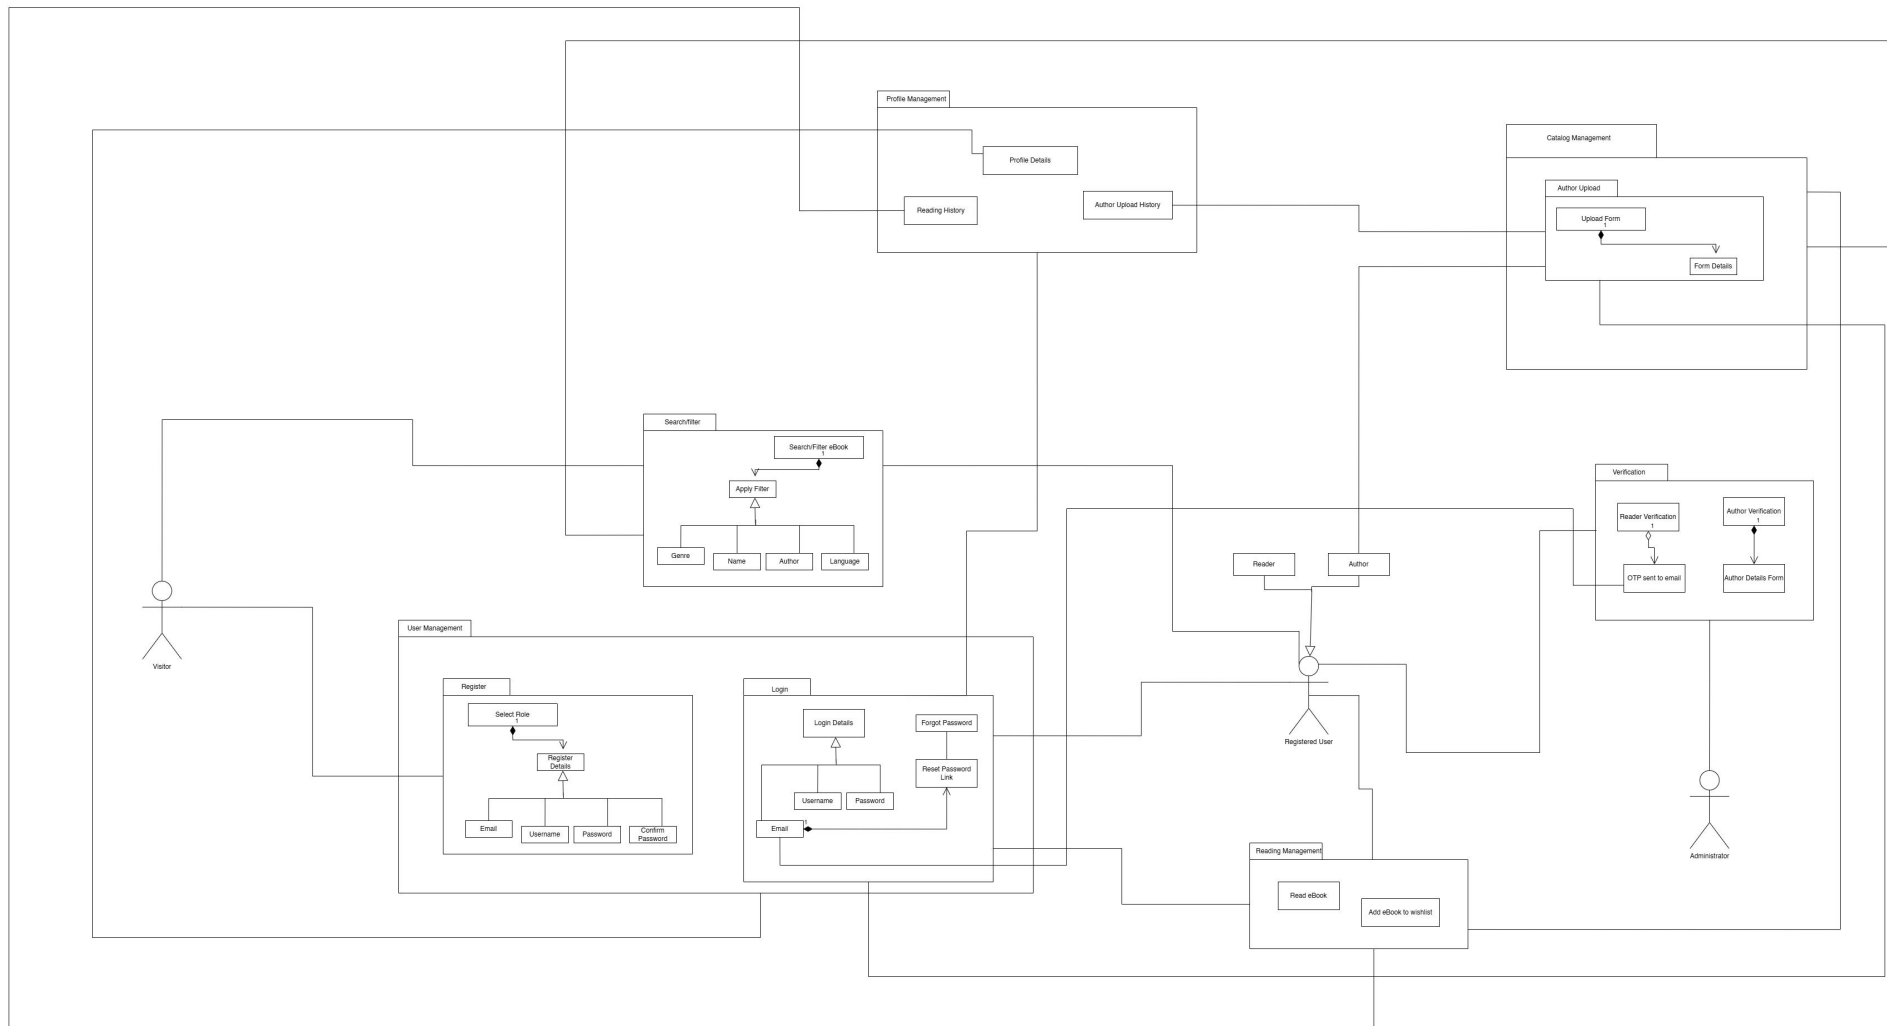 Profile Management
Profile Details
Reading History
Author Upload History
Catalog Management
Author Upload
Upload Form
1
Form Details
Search/filter
Search/Filter eBook
1
Apply Filter
Genre
Name
Author
Language
Verification
Reader Verification
1
Author Verification
1
OTP sent to email
Author Details Form
Reader
Author
Visitor
User Management
Register
Select Role
1
Register
Details
Email
Username
Password
Confirm
Password
Login
Login Details
Forgot Password
Reset Password
Link
Username
Password
Email
1
Registered User
Administrator
Reading Management
Read eBook
Add eBook to wishlist